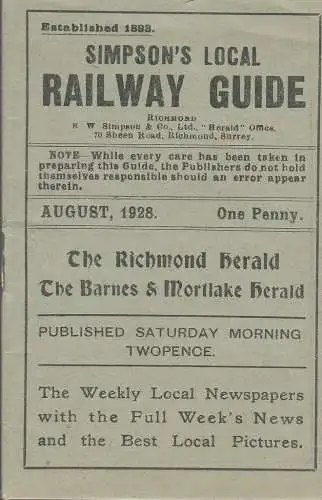 Established 1883.
SIMPSON'S LOCAL
RAILWAY GUIDE
RICHMOND
W Simpson & Co., Ltd., "Herald" Office,
70 Sheen Road, Richmond, Surrey.
NOTE—While every care has been taken in
preparing this Guide, the Publishers do not hold
themselves responsible should an error appear
therein.
AUGUST, 1928. One Penny.
The Richmond Herald
The Barnes & Mortlake Herald
PUBLISHED SATURDAY MORNING
TWOPENCE.
The Weekly Local Newspapers
with the Full Week's News
and the Best Local Pictures.